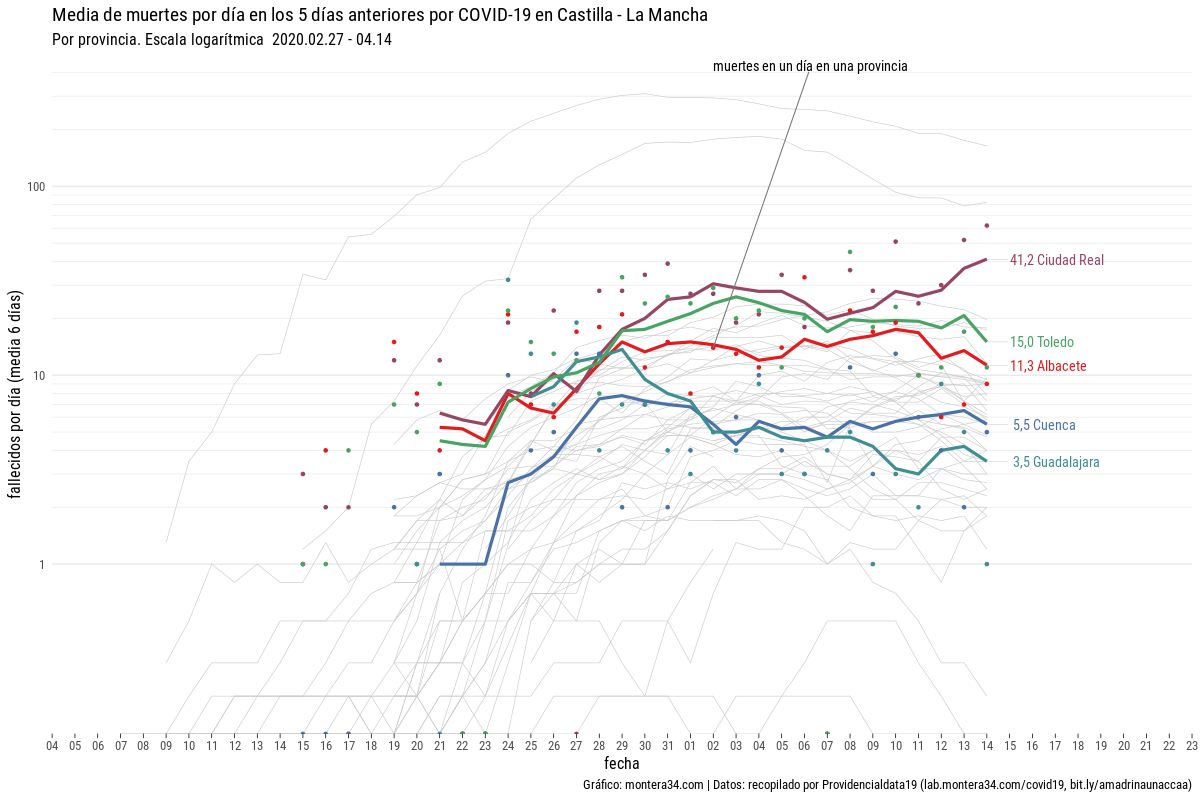 Media de muertes por día en los 5 días anteriores por COVID-19 en Castilla - La Mancha
Por provincia. Escala logarítmica 2020.02.27 - 04.14
muertes en un día en una provincia
fallecidos por día (media 6 días)
100
10
1
41,2 Ciudad Real
15,0 Toledo
11,3 Albacete
5,5 Cuenca
3,5 Guadalajara
04 05 06 07 08 09 10 11 12 13 14 15 16 17 18 19 20 21 22 23 24 25 26 27 28 29 30 31 01 02 03 04 05 06 07 08 09 10 11 12 13 14 15 16 17 18 19 20 21 22 23
fecha
Gráfico: montera34.com | Datos: recopilado por Providencialdata19 (lab.montera34.com/covid19, bit.ly/amadrinaunaccaa)